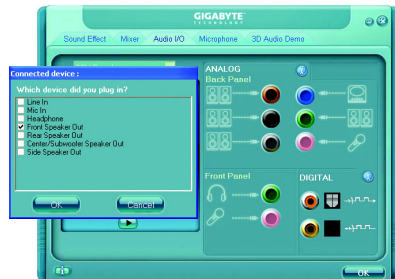 GIGABYTE
TECHNOLOGY
Sound Effect
Mixer
Audio I/O
Microphone
3D Audio Demo
Connected device :
Which device did you plug in?
Line In
Mic In
Headphone
Front Speaker Out
Rear Speaker Out
Center/Subwoofer Speaker Out
Side Speaker Out
OK
Cancel
ANALOG
Back Panel
Front Panel
DIGITAL
OK